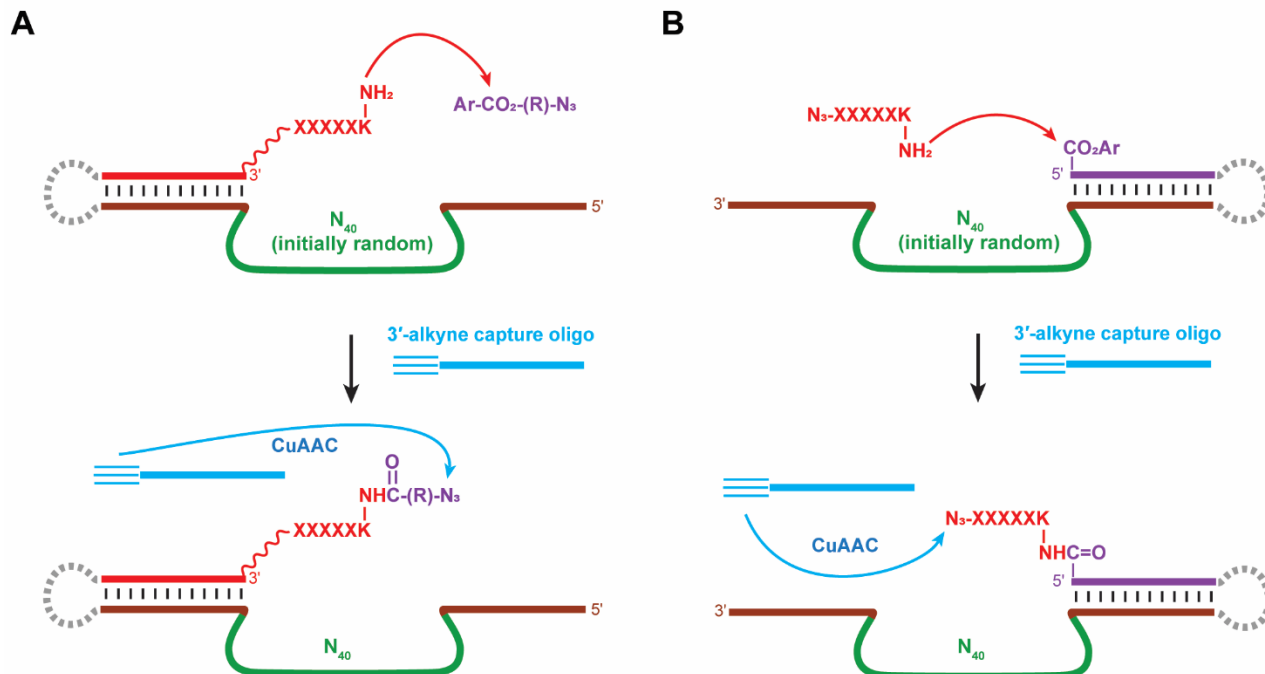 A
NH₂
Ar-CO₂-(R)-N₃
XXXXXK
3'
5'
N₄₀
(initially random)
3′-alkyne capture oligo
CuAAC
O
NHC-(R)-N₃
XXXXXK
3'
5'
N₄₀
B
N₃-XXXXXK
NH₂
CO₂Ar
5'
3'
N₄₀
(initially random)
3′-alkyne capture oligo
CuAAC
N₃-XXXXXK
NHC=O
5'
3'
N₄₀